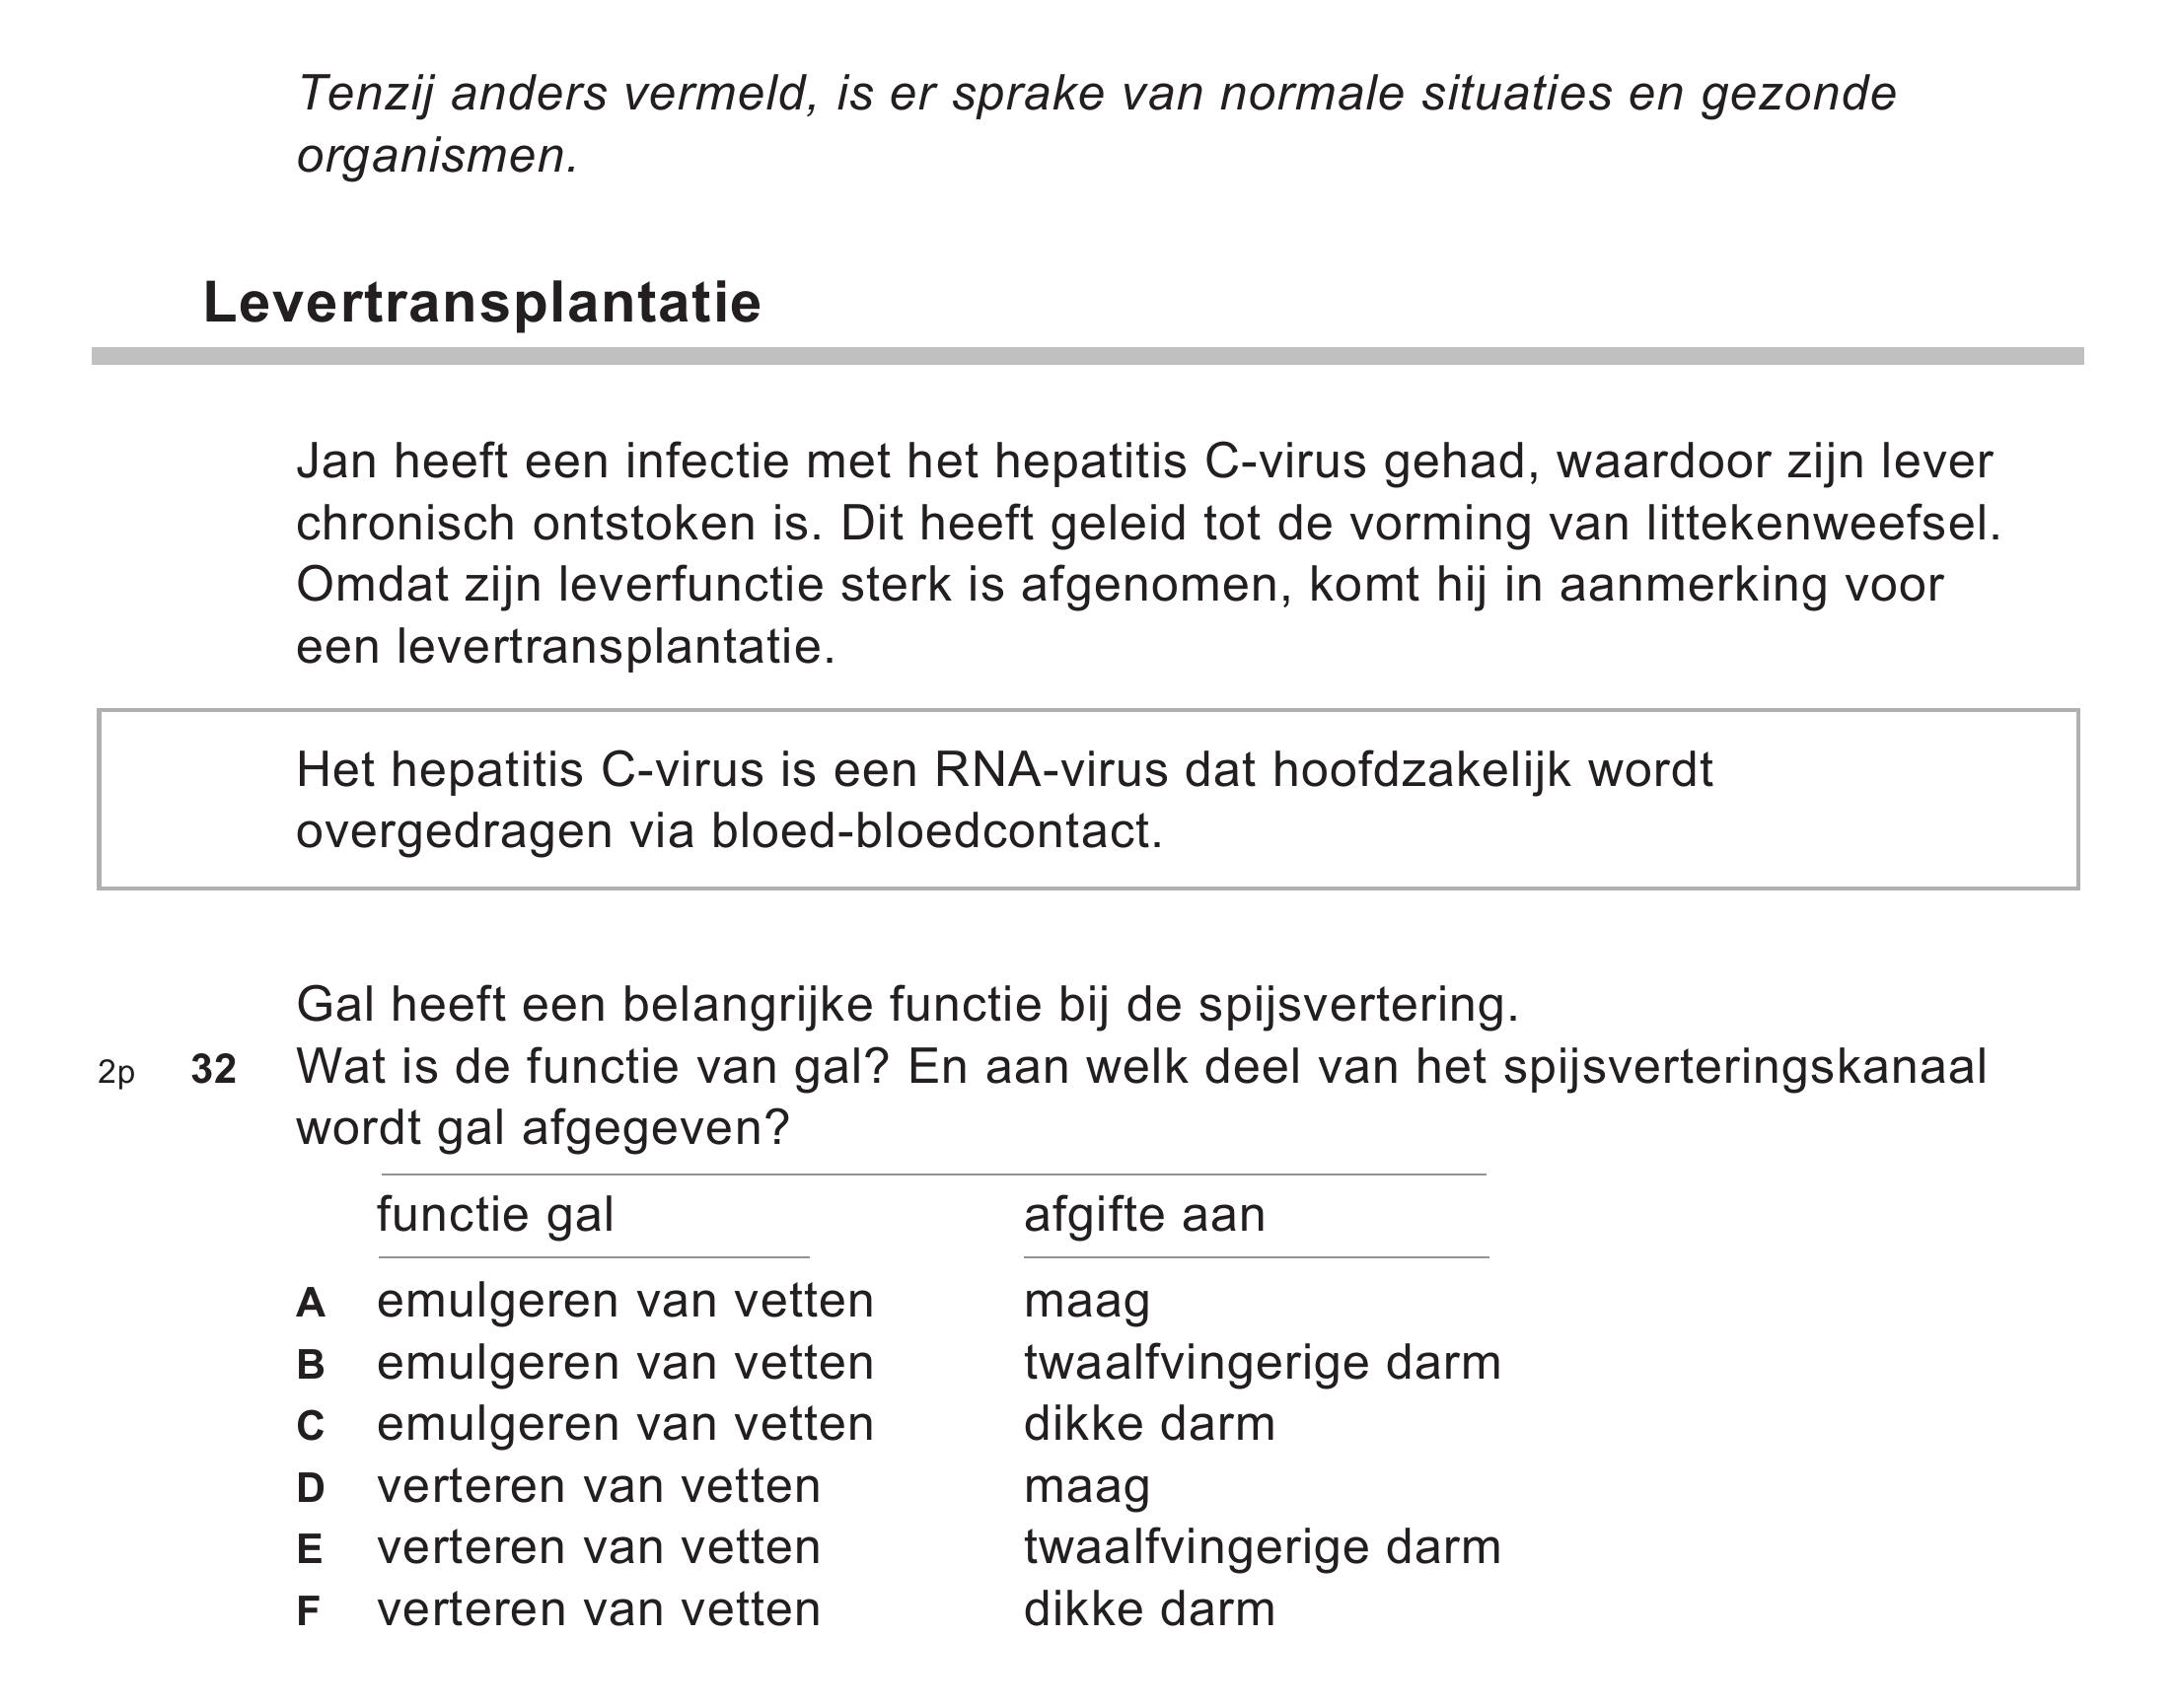 Tenzij anders vermeld, is er sprake van normale situaties en gezonde
organismen.
Levertransplantatie
Jan heeft een infectie met het hepatitis C-virus gehad, waardoor zijn lever
chronisch ontstoken is. Dit heeft geleid tot de vorming van littekenweefsel.
Omdat zijn leverfunctie sterk is afgenomen, komt hij in aanmerking voor
een levertransplantatie.
Het hepatitis C-virus is een RNA-virus dat hoofdzakelijk wordt
overgedragen via bloed-bloedcontact.
Gal heeft een belangrijke functie bij de spijsvertering.
2p 32 Wat is de functie van gal? En aan welk deel van het spijsverteringskanaal
wordt gal afgegeven?
functie gal afgifte aan
A emulgeren van vetten maag
B emulgeren van vetten twaalfvingerige darm
C emulgeren van vetten dikke darm
D verteren van vetten maag
E verteren van vetten twaalfvingerige darm
F verteren van vetten dikke darm